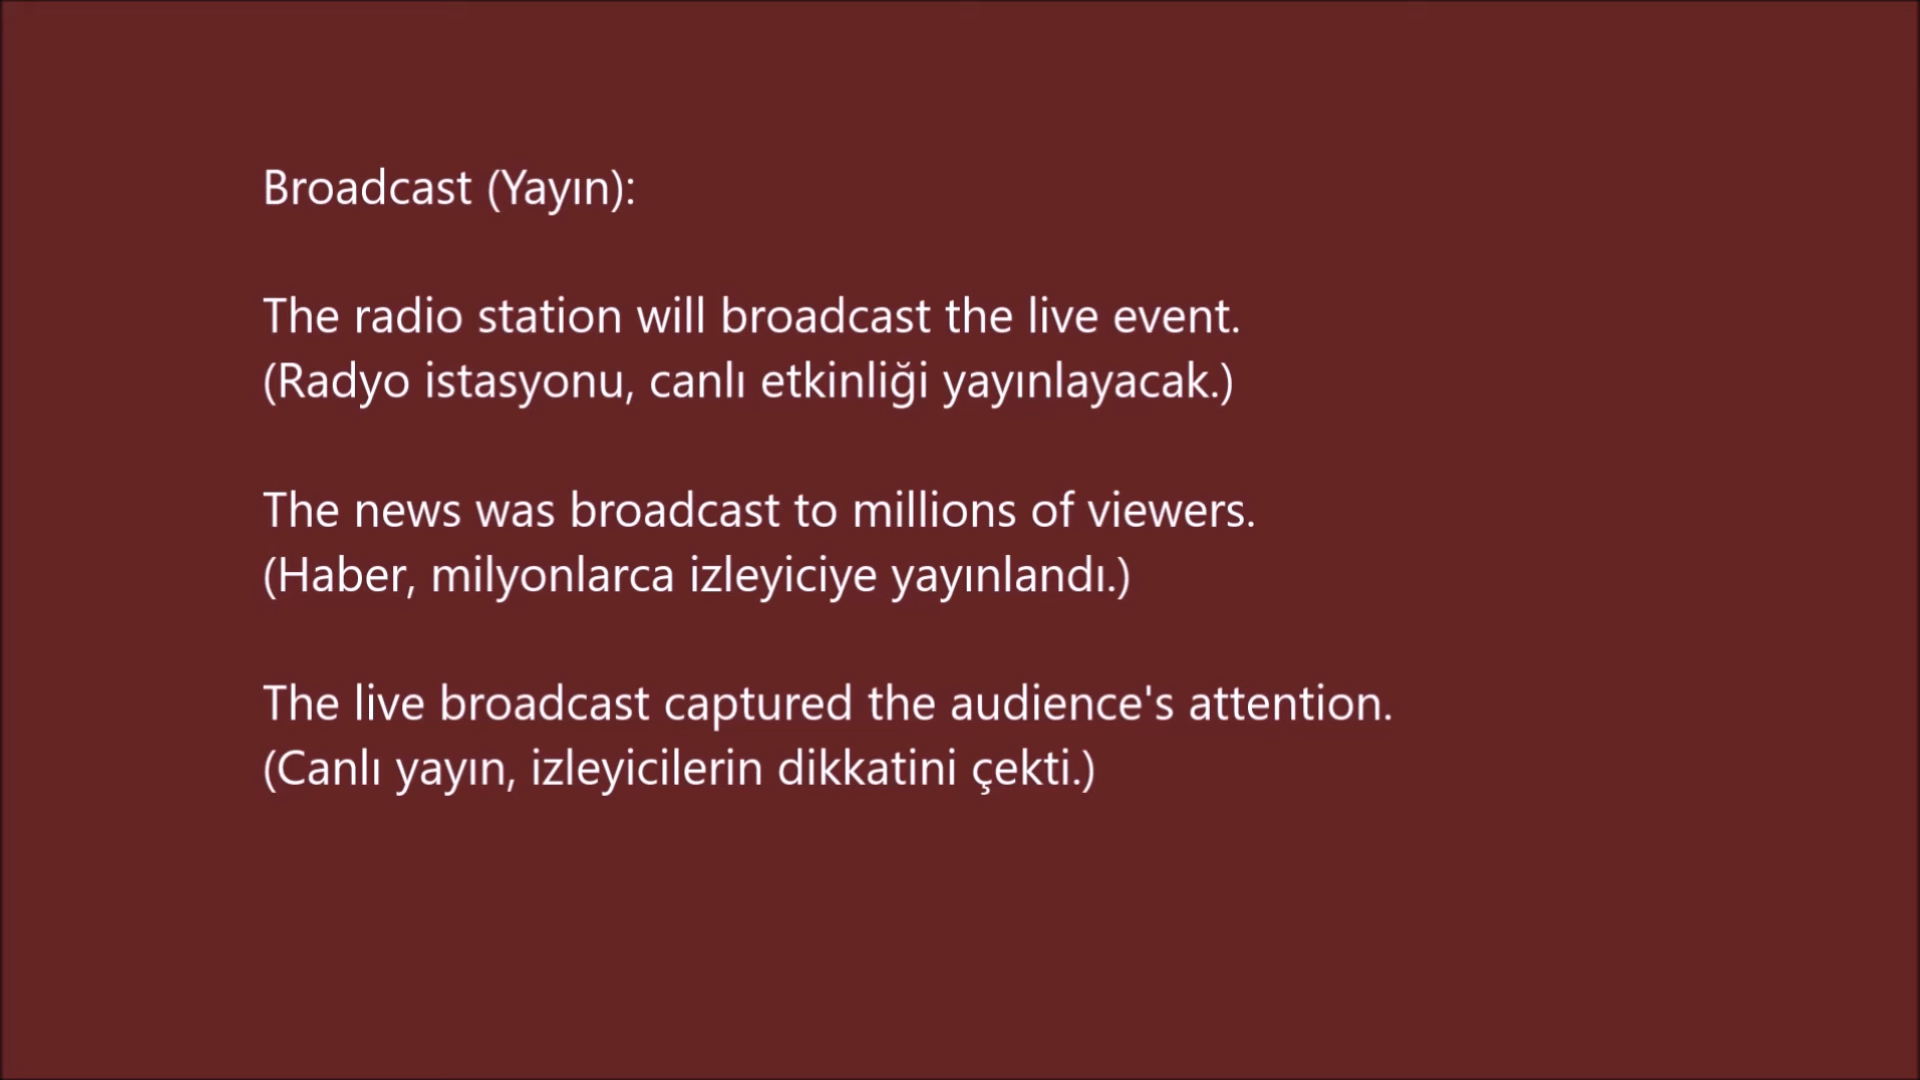 Broadcast (Yayın):
The radio station will broadcast the live event.
(Radyo istasyonu, canlı etkinliği yayınlayacak.)
The news was broadcast to millions of viewers.
(Haber, milyonlarca izleyiciye yayınlandı.)
The live broadcast captured the audience's attention.
(Canlı yayın, izleyicilerin dikkatini çekti.)